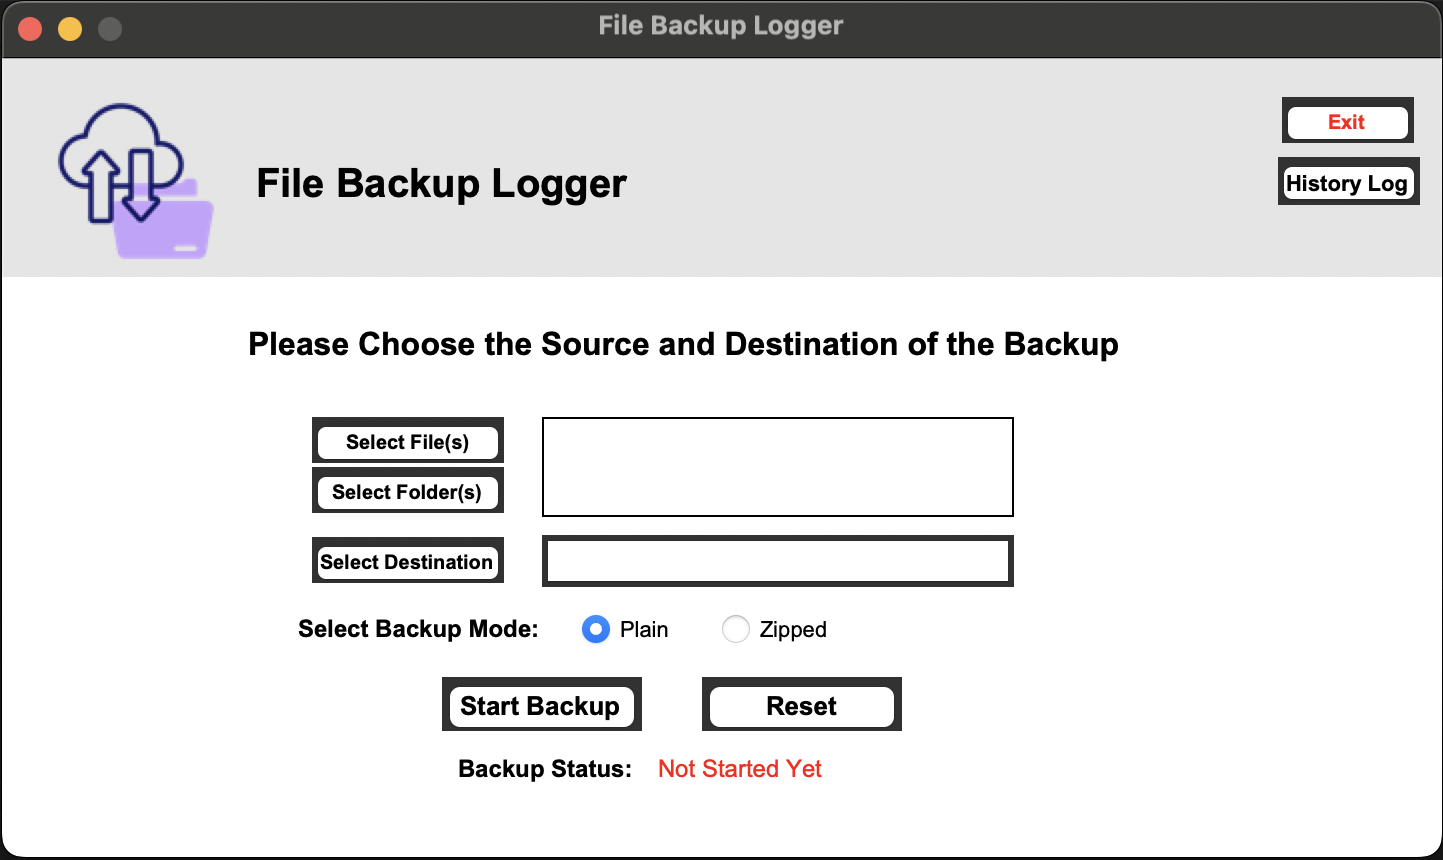 File Backup Logger
Exit
File Backup Logger
History Log
Please Choose the Source and Destination of the Backup
Select File(s)
Select Folder(s)
Select Destination
Select Backup Mode: Plain Zipped
Start Backup Reset
Backup Status: Not Started Yet